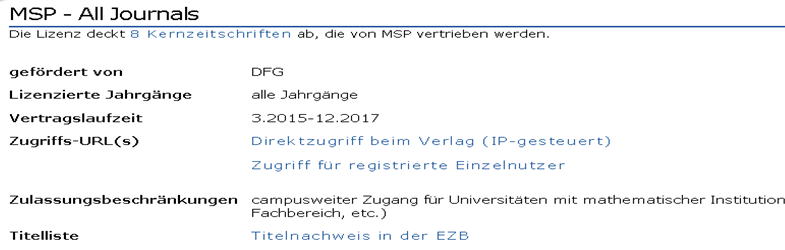 MSP - All Journals
Die Lizenz deckt 8 Kernzeitschriften ab, die von MSP vertrieben werden.
gefördert von DFG
Lizenzierte Jahrgänge alle Jahrgänge
Vertragslaufzeit 3.2015-12.2017
Zugriffs-URL(s) Direktzugriff beim Verlag (IP-gesteuert)
Zugriff für registrierte Einzelnutzer
Zulassungsbeschränkungen campusweiter Zugang für Universitäten mit mathematischer Institution
Fachbereich, etc.)
Titelliste Titelnachweis in der EZB